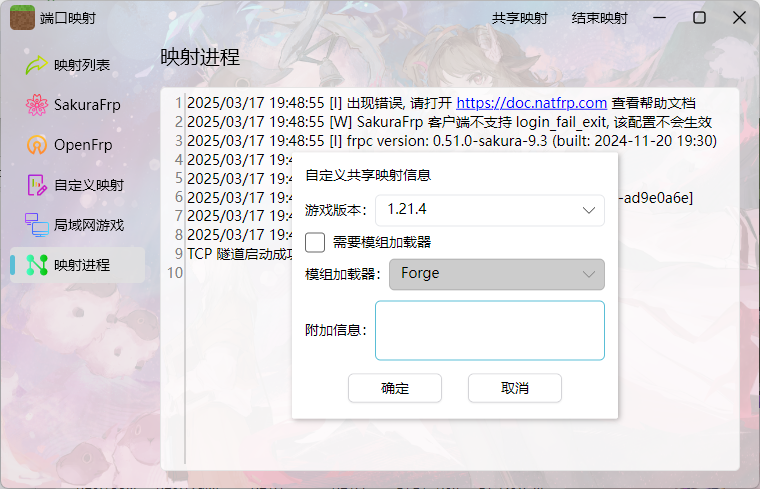 端口映射
共享映射
结束映射
映射列表
SakuraFrp
OpenFrp
自定义映射
局域网游戏
映射进程
映射进程
1 2025/03/17 19:48:55 [I] 出现错误, 请打开 https://doc.natfrp.com 查看帮助文档
2 2025/03/17 19:48:55 [W] SakuraFrp 客户端不支持 login_fail_exit, 该配置不会生效
3 2025/03/17 19:48:55 [I] frpc version: 0.51.0-sakura-9.3 (built: 2024-11-20 19:30)
4 2025/03/17 19:4
5 2025/03/17 19:4
6 2025/03/17 19:4 -ad9e0a6e]
7 2025/03/17 19:4
8 2025/03/17 19:4
9 TCP 隧道启动成功
10
自定义共享映射信息
游戏版本: 1.21.4
需要模组加载器
模组加载器: Forge
附加信息:
确定
取消